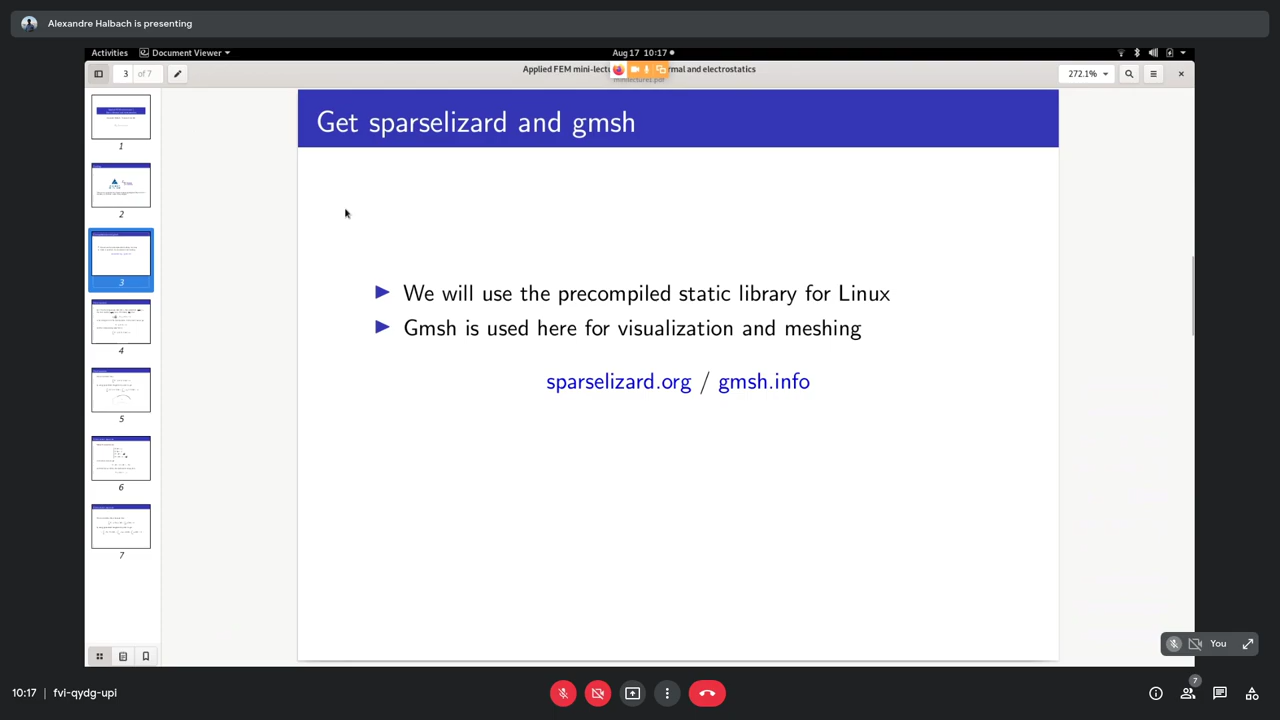 Alexandre Halbach is presenting
Activities
Document Viewer
Aug 17 10:17
3 of 7
Applied FEM mini-lectu
rmal and electrostatics
272.1%
1
2
3
4
5
6
7
Get sparselizard and gmsh
We will use the precompiled static library for Linux
Gmsh is used here for visualization and meshing
sparselizard.org / gmsh.info
You
10:17 | fvi-qydg-upi
7